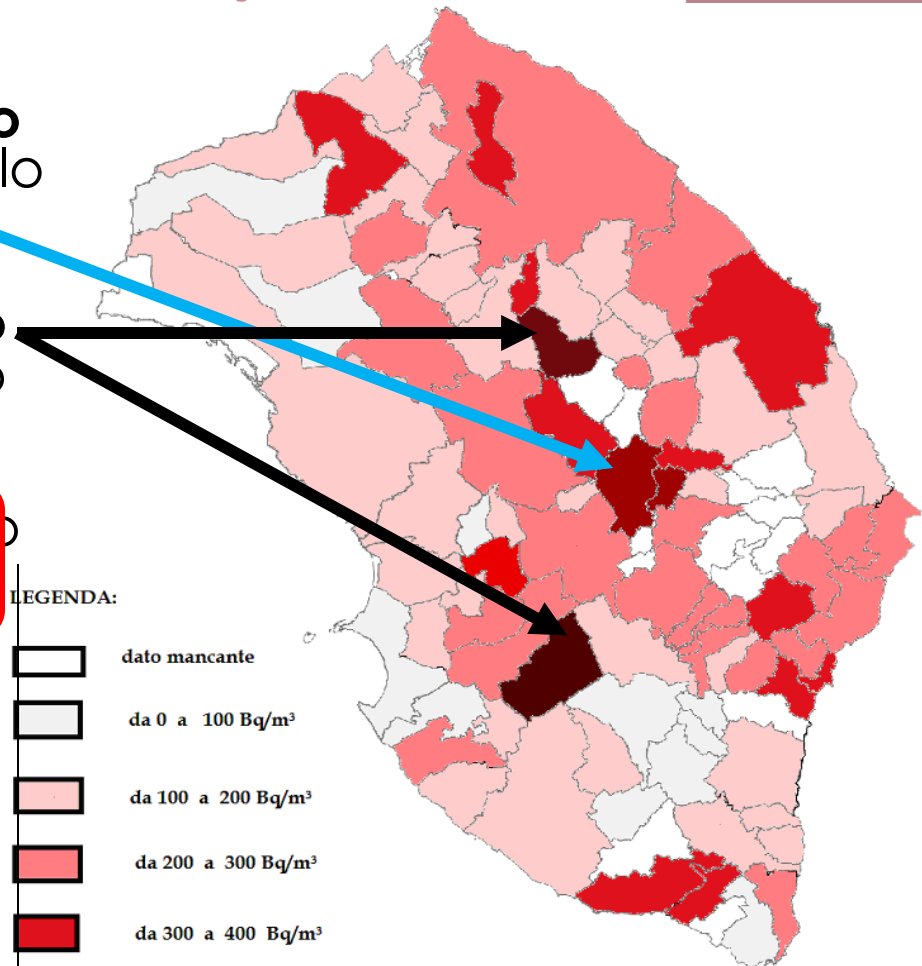 lo
LEGENDA:
dato mancante
da 0 a 100 Bq/m³
da 100 a 200 Bq/m³
da 200 a 300 Bq/m³
da 300 a 400 Bq/m³